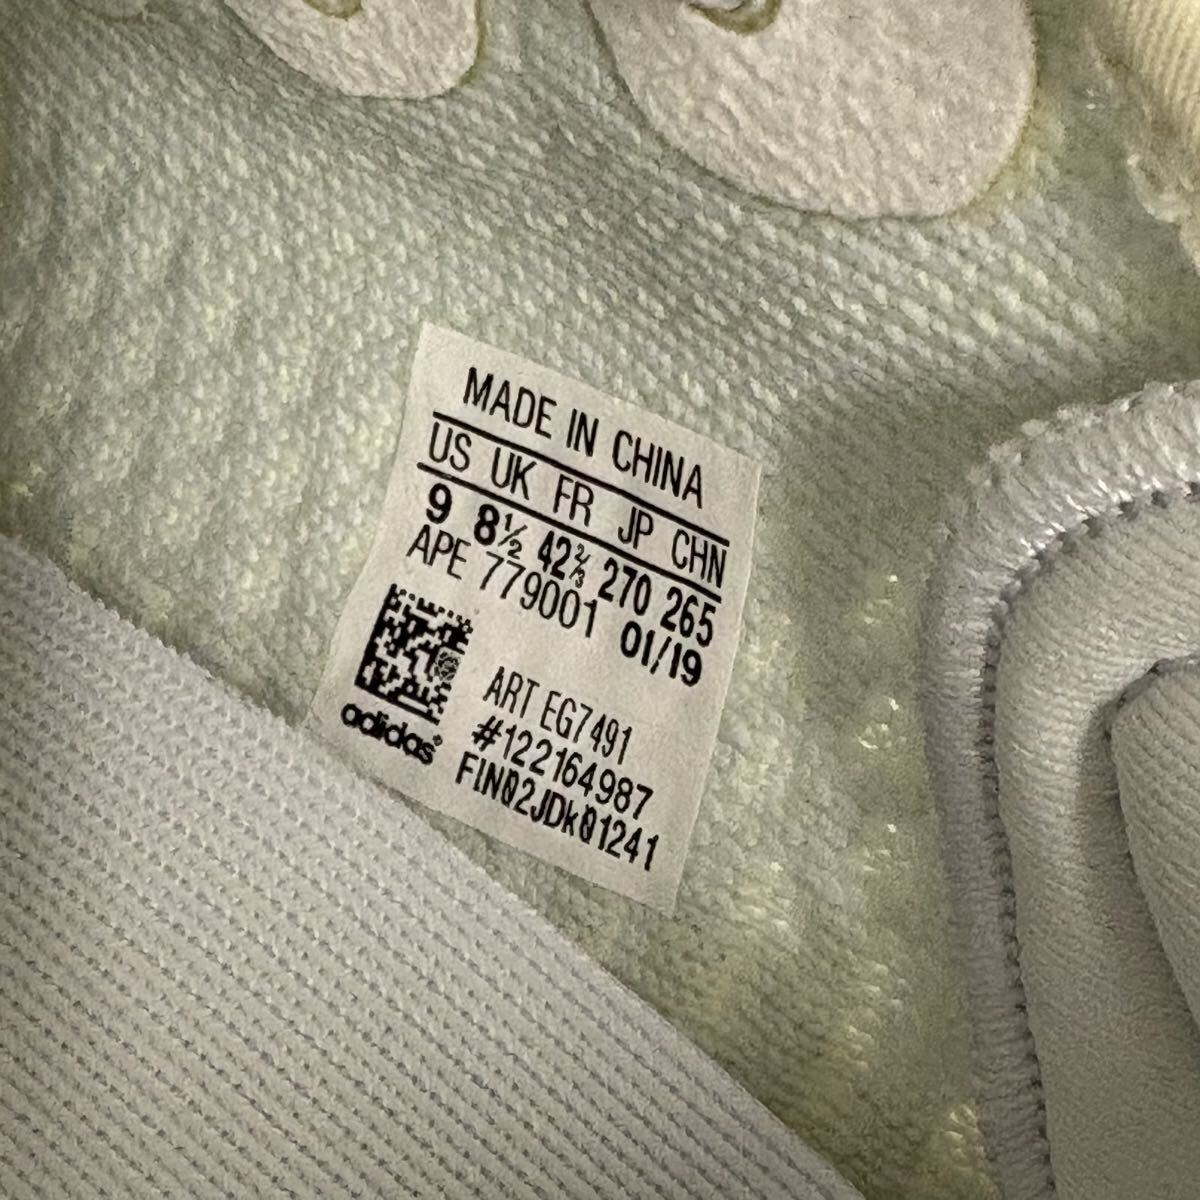 MADE IN CHINA
US UK FR JP CHN
9 8½ 42⅔ 270 265
APE 779001 01/19
ART EG7491
#122164987
FIN02JDk01241
adidas